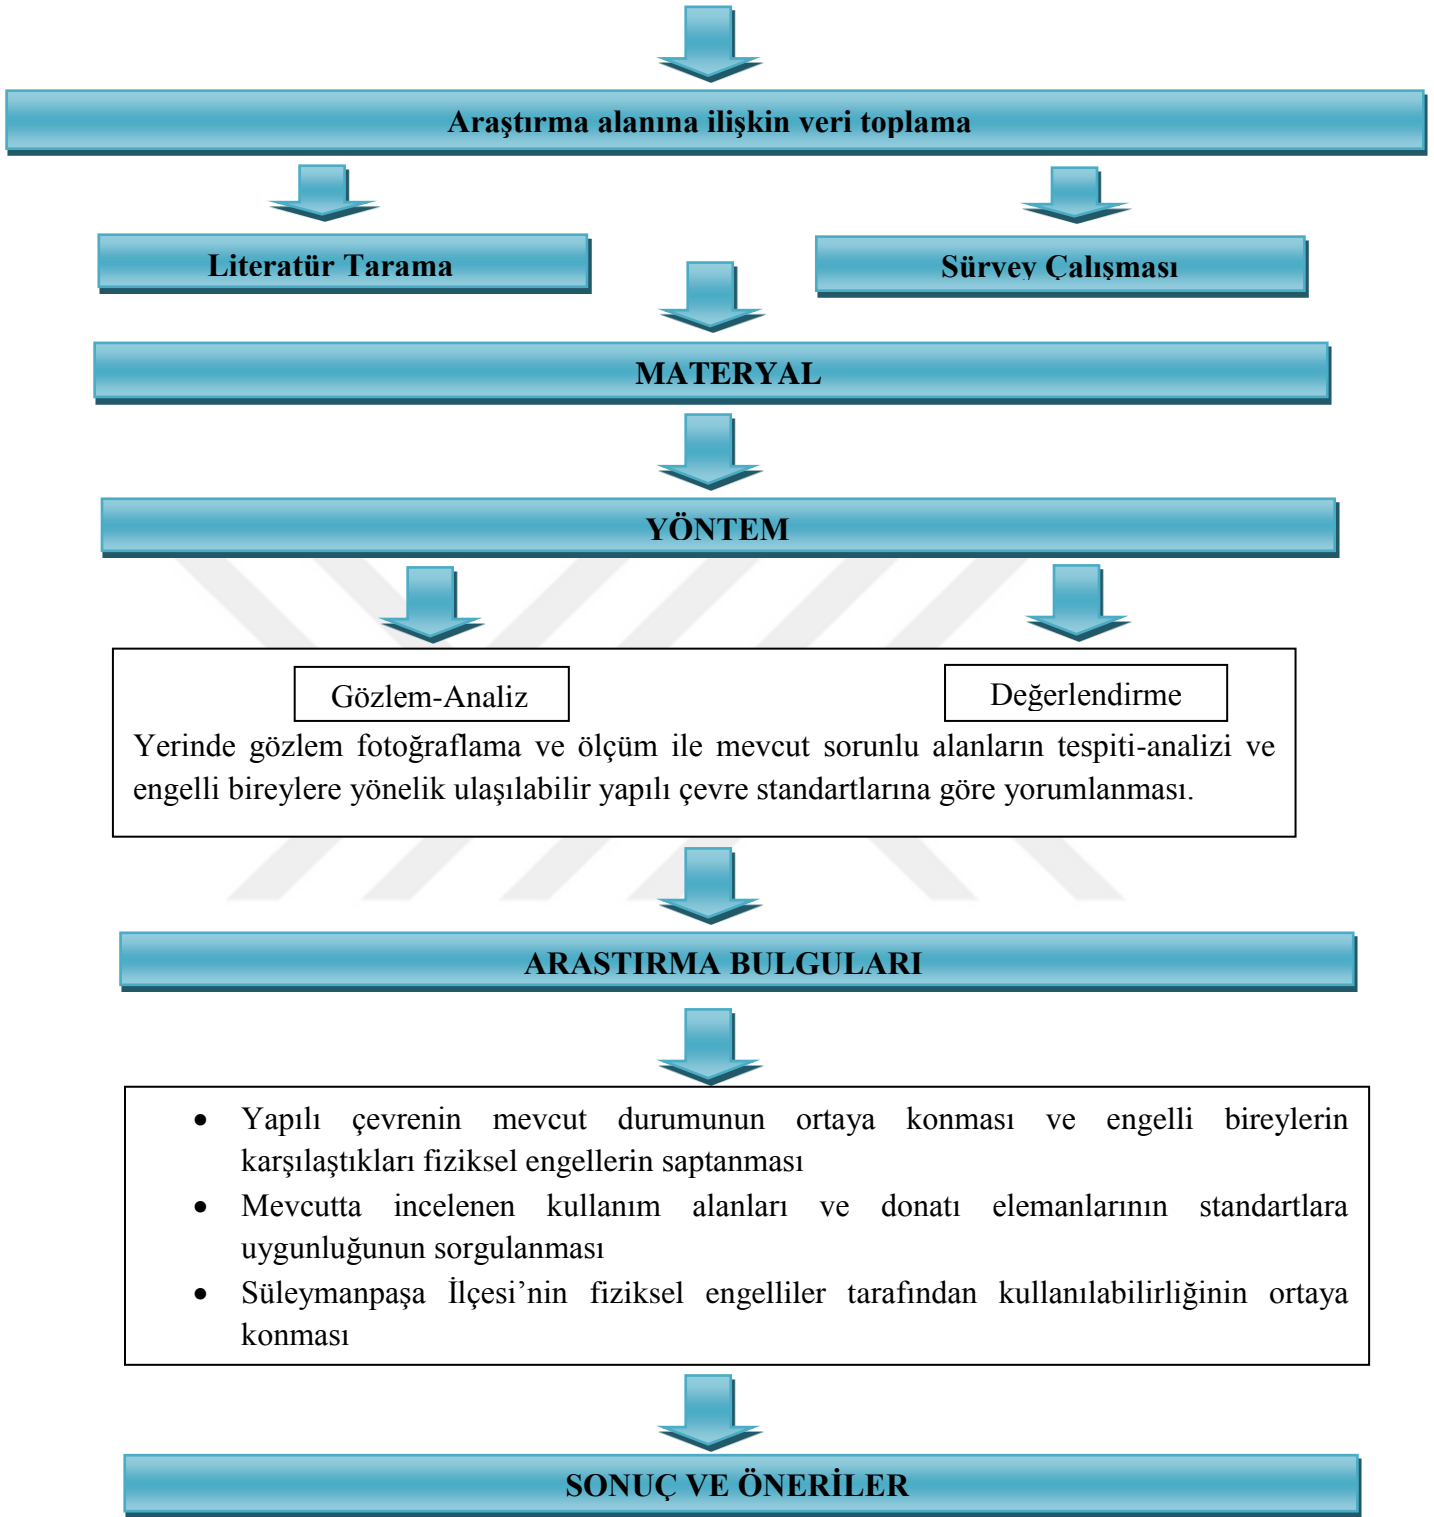 Araştırma alanına ilişkin veri toplama
Literatür Tarama
Sürvey Çalışması
MATERYAL
YÖNTEM
Gözlem-Analiz
Değerlendirme
Yerinde gözlem fotoğraflama ve ölçüm ile mevcut sorunlu alanların tespiti-analizi ve
engelli bireylere yönelik ulaşılabilir yapılı çevre standartlarına göre yorumlanması.
ARASTIRMA BULGULARI
• Yapılı çevrenin mevcut durumunun ortaya konması ve engelli bireylerin
karşılaştıkları fiziksel engellerin saptanması
• Mevcutta incelenen kullanım alanları ve donatı elemanlarının standartlara
uygunluğunun sorgulanması
• Süleymanpaşa İlçesi’nin fiziksel engelliler tarafından kullanılabilirliğinin ortaya
konması
SONUÇ VE ÖNERİLER